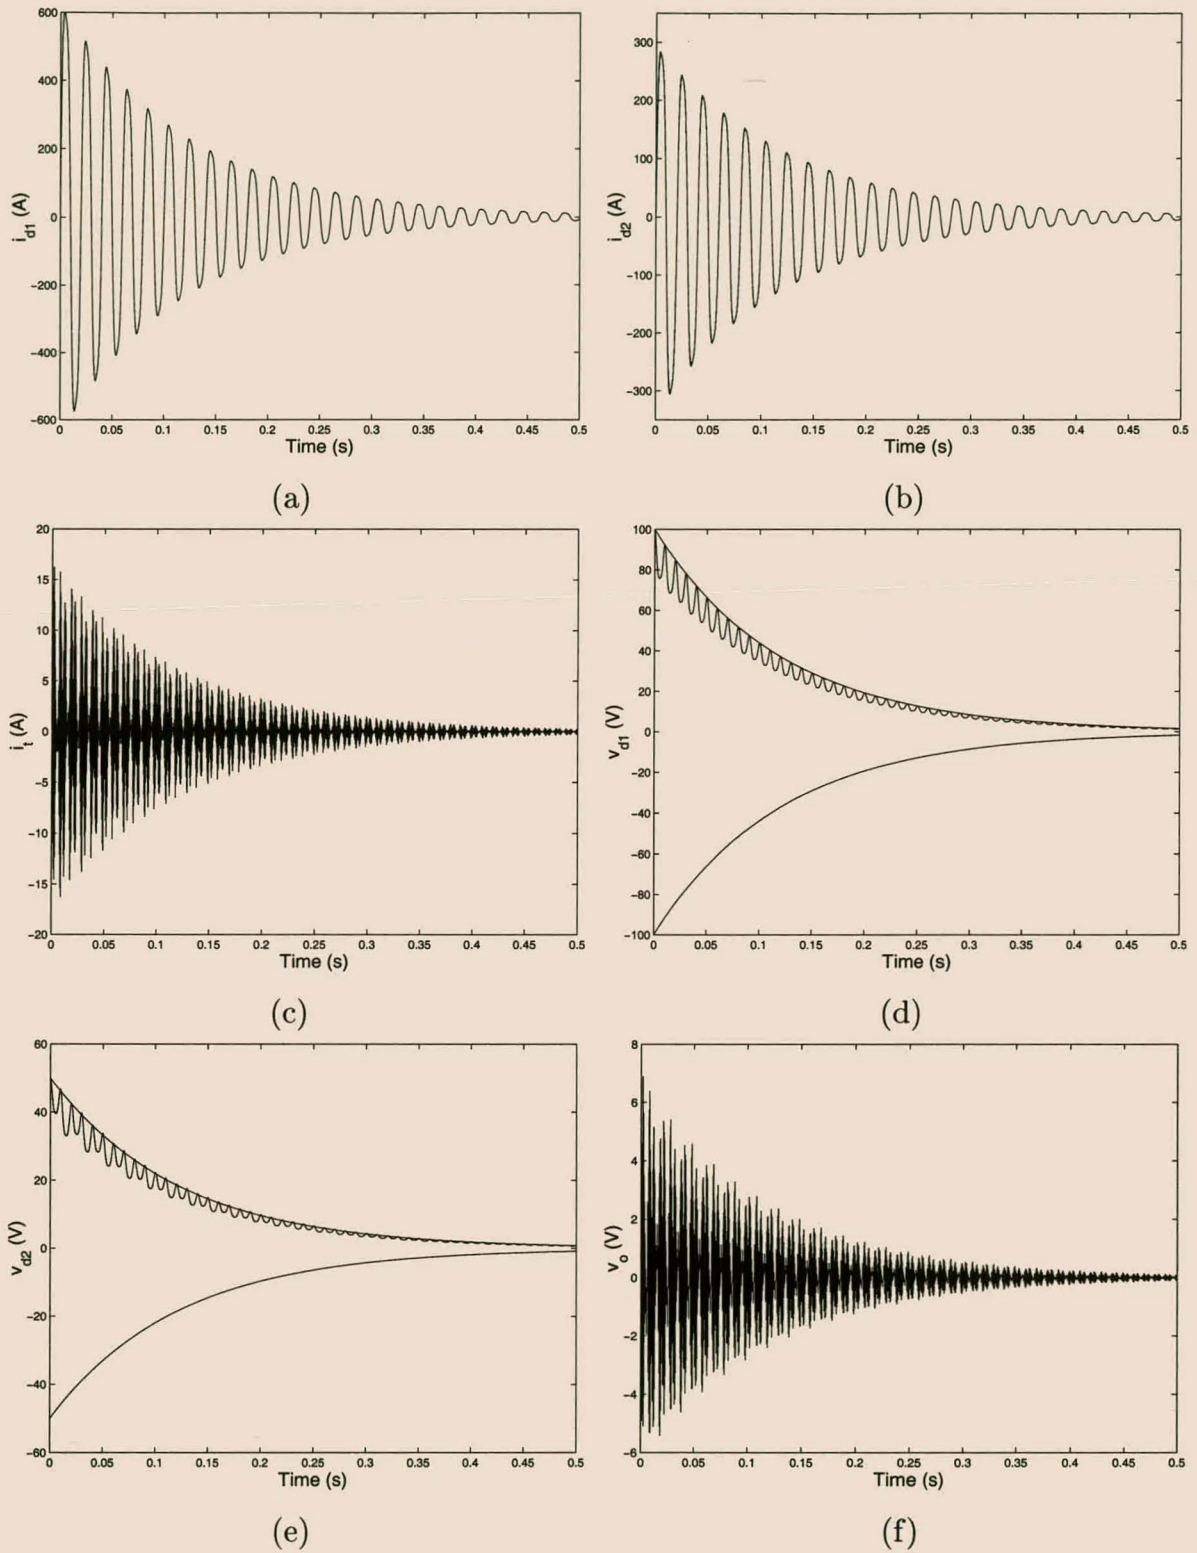 600
400
200
0
−200
−400
−600
i_d1 (A)
0 0.05 0.1 0.15 0.2 0.25 0.3 0.35 0.4 0.45 0.5
Time (s)
(a)
300
200
100
0
−100
−200
−300
i_d2 (A)
0 0.05 0.1 0.15 0.2 0.25 0.3 0.35 0.4 0.45 0.5
Time (s)
(b)
20
15
10
5
0
−5
−10
−15
−20
i_t (A)
0 0.05 0.1 0.15 0.2 0.25 0.3 0.35 0.4 0.45 0.5
Time (s)
(c)
100
80
60
40
20
0
−20
−40
−60
−80
−100
v_d1 (V)
0 0.05 0.1 0.15 0.2 0.25 0.3 0.35 0.4 0.45 0.5
Time (s)
(d)
60
40
20
0
−20
−40
−60
v_d2 (V)
0 0.05 0.1 0.15 0.2 0.25 0.3 0.35 0.4 0.45 0.5
Time (s)
(e)
8
6
4
2
0
−2
−4
−6
v_o (V)
0 0.05 0.1 0.15 0.2 0.25 0.3 0.35 0.4 0.45 0.5
Time (s)
(f)